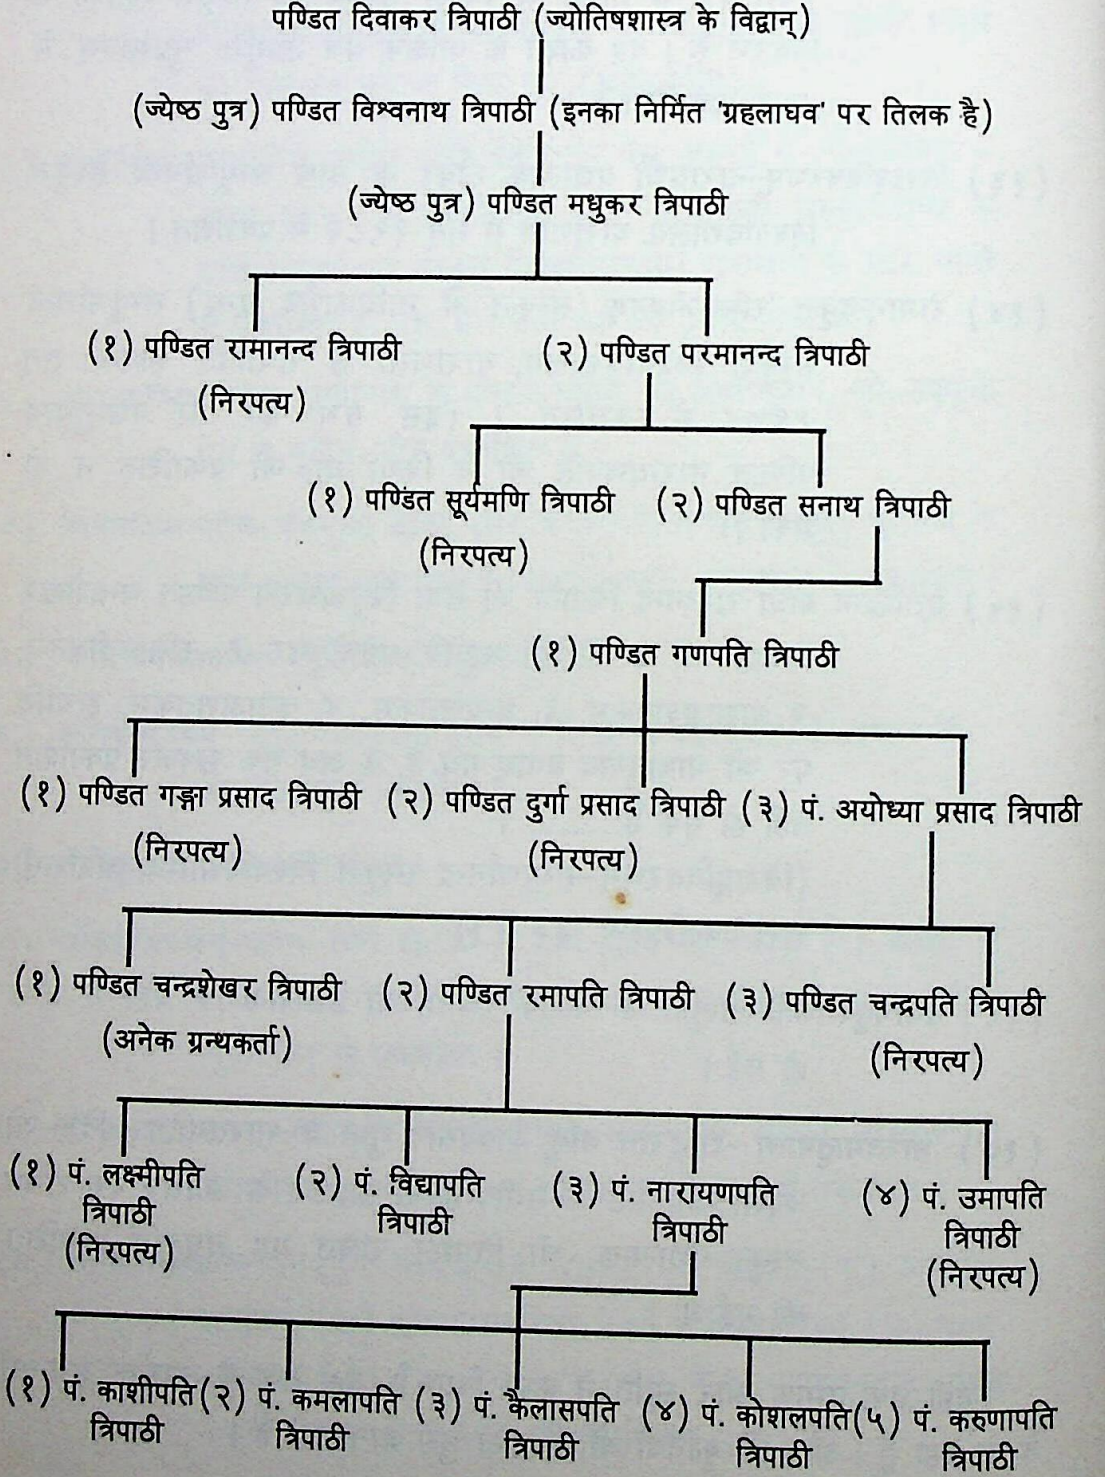 पण्डित दिवाकर त्रिपाठी (ज्योतिषशास्त्र के विद्वान्)
(ज्येष्ठ पुत्र) पण्डित विश्वनाथ त्रिपाठी (इनका निर्मित 'ग्रहलाघव' पर तिलक है)
(ज्येष्ठ पुत्र) पण्डित मधुकर त्रिपाठी
(१) पण्डित रामानन्द त्रिपाठी (२) पण्डित परमानन्द त्रिपाठी
(निरपत्य)
(१) पण्डित सूर्यमणि त्रिपाठी (२) पण्डित सनाथ त्रिपाठी
(निरपत्य)
(१) पण्डित गणपति त्रिपाठी
(१) पण्डित गङ्गा प्रसाद त्रिपाठी (२) पण्डित दुर्गा प्रसाद त्रिपाठी (३) पं. अयोध्या प्रसाद त्रिपाठी
(निरपत्य) (निरपत्य)
(१) पण्डित चन्द्रशेखर त्रिपाठी (२) पण्डित रमापति त्रिपाठी (३) पण्डित चन्द्रपति त्रिपाठी
(अनेक ग्रन्थकर्ता) (निरपत्य)
(१) पं. लक्ष्मीपति (२) पं. विद्यापति (३) पं. नारायणपति (४) पं. उमापति
त्रिपाठी त्रिपाठी त्रिपाठी त्रिपाठी
(निरपत्य) (निरपत्य)
(१) पं. काशीपति (२) पं. कमलापति (३) पं. कैलासपति (४) पं. कोशलपति (५) पं. करुणापति
त्रिपाठी त्रिपाठी त्रिपाठी त्रिपाठी त्रिपाठी